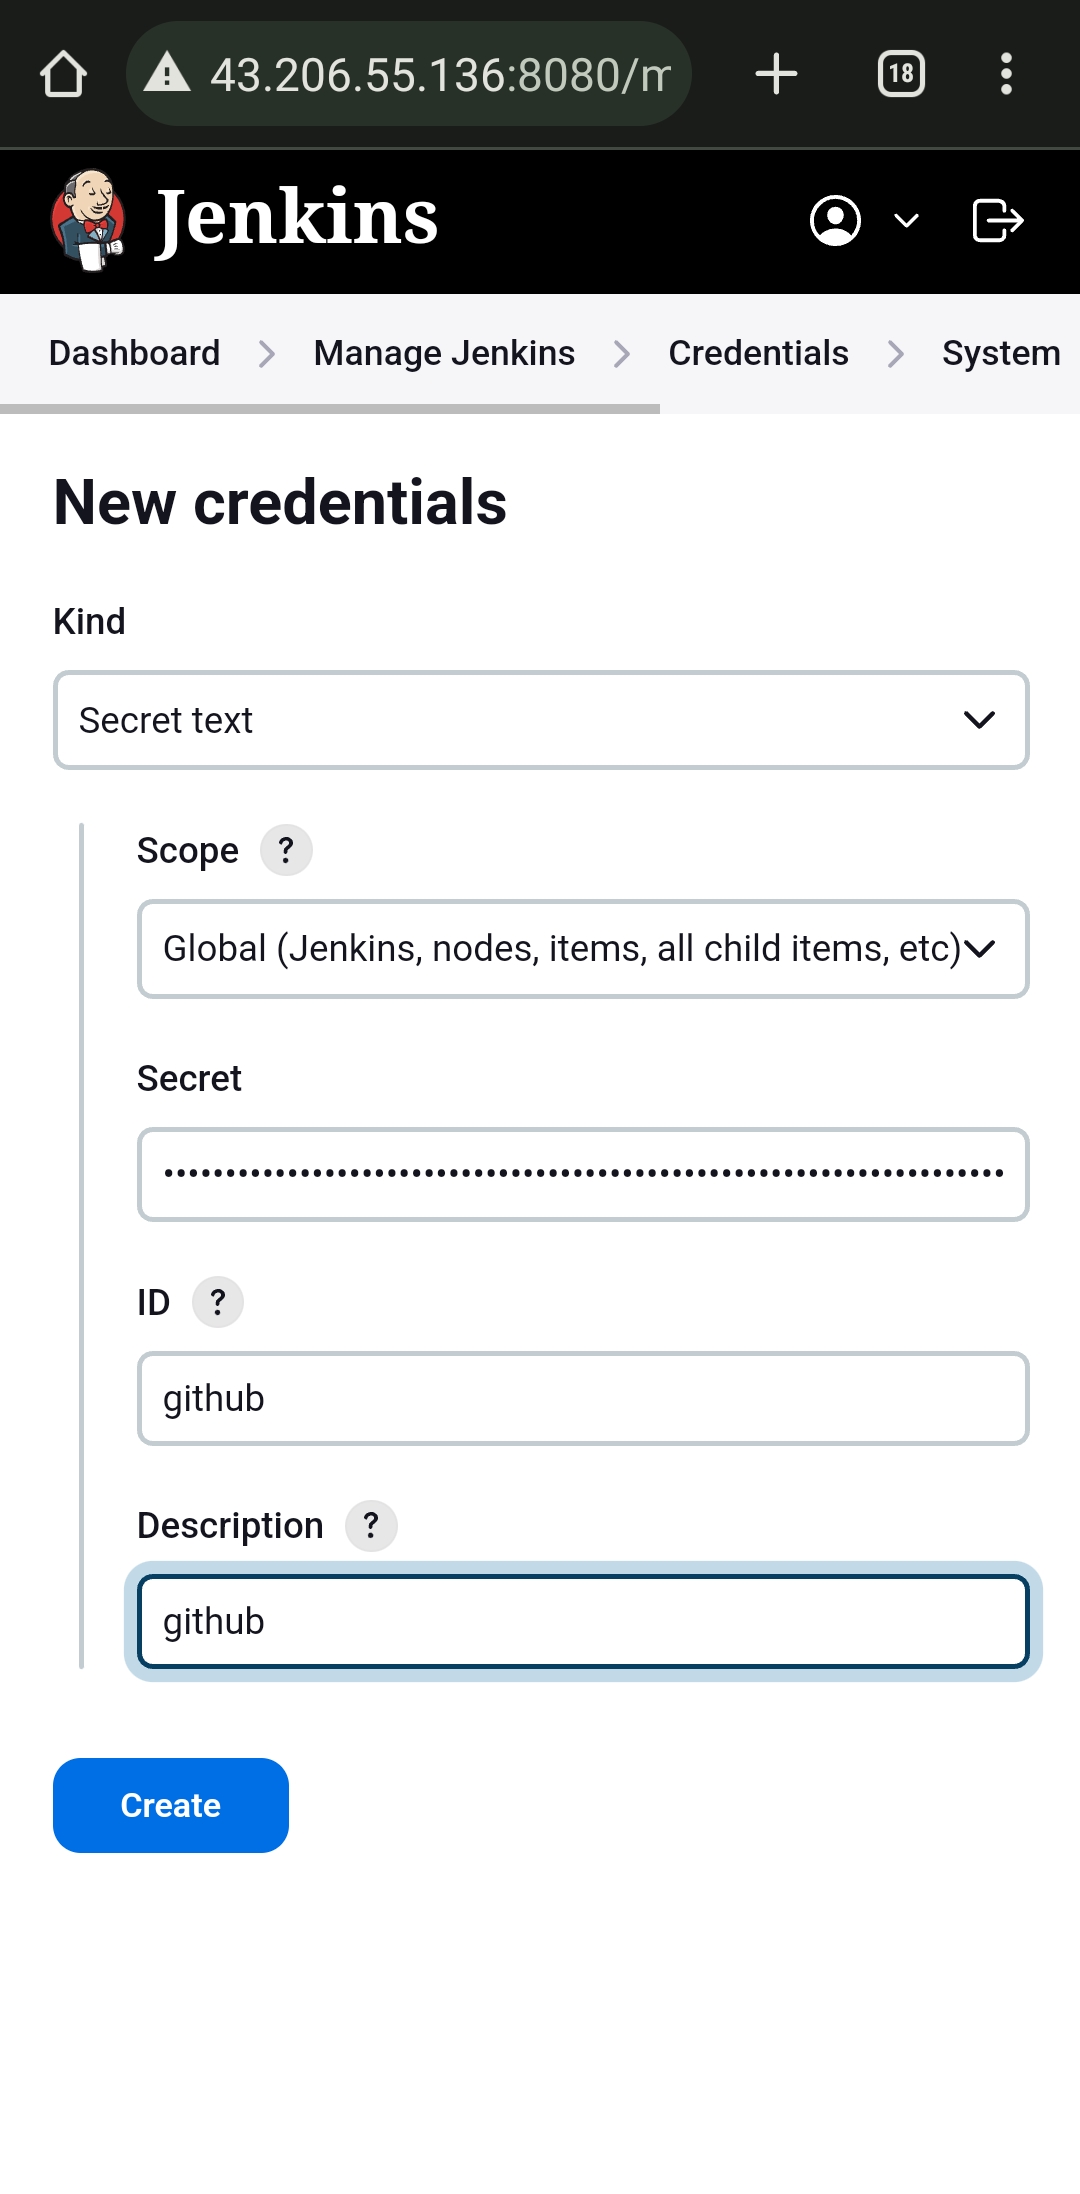 43.206.55.136:8080/m
18
Jenkins
Dashboard > Manage Jenkins > Credentials > System
New credentials
Kind
Secret text
Scope ?
Global (Jenkins, nodes, items, all child items, etc)
Secret
ID ?
github
Description ?
github
Create